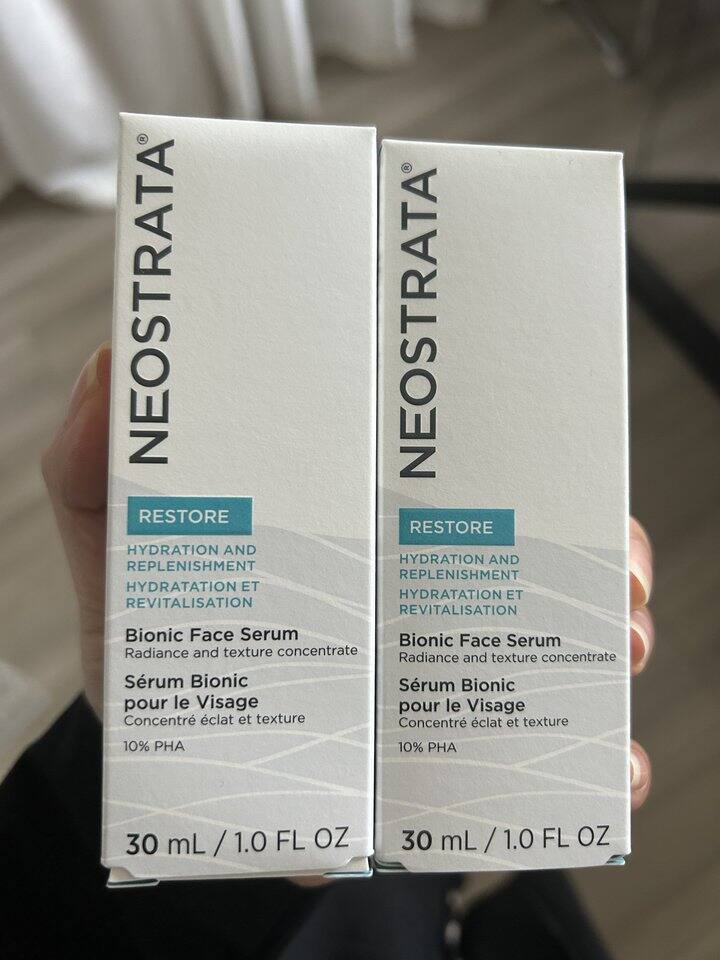 NEOSTRATA®
RESTORE
HYDRATION AND
REPLENISHMENT
HYDRATATION ET
REVITALISATION
Bionic Face Serum
Radiance and texture concentrate
Sérum Bionic
pour le Visage
Concentré éclat et texture
10% PHA
30 mL / 1.0 FL OZ
NEOSTRATA®
RESTORE
HYDRATION AND
REPLENISHMENT
HYDRATATION ET
REVITALISATION
Bionic Face Serum
Radiance and texture concentrate
Sérum Bionic
pour le Visage
Concentré éclat et texture
10% PHA
30 mL / 1.0 FL OZ